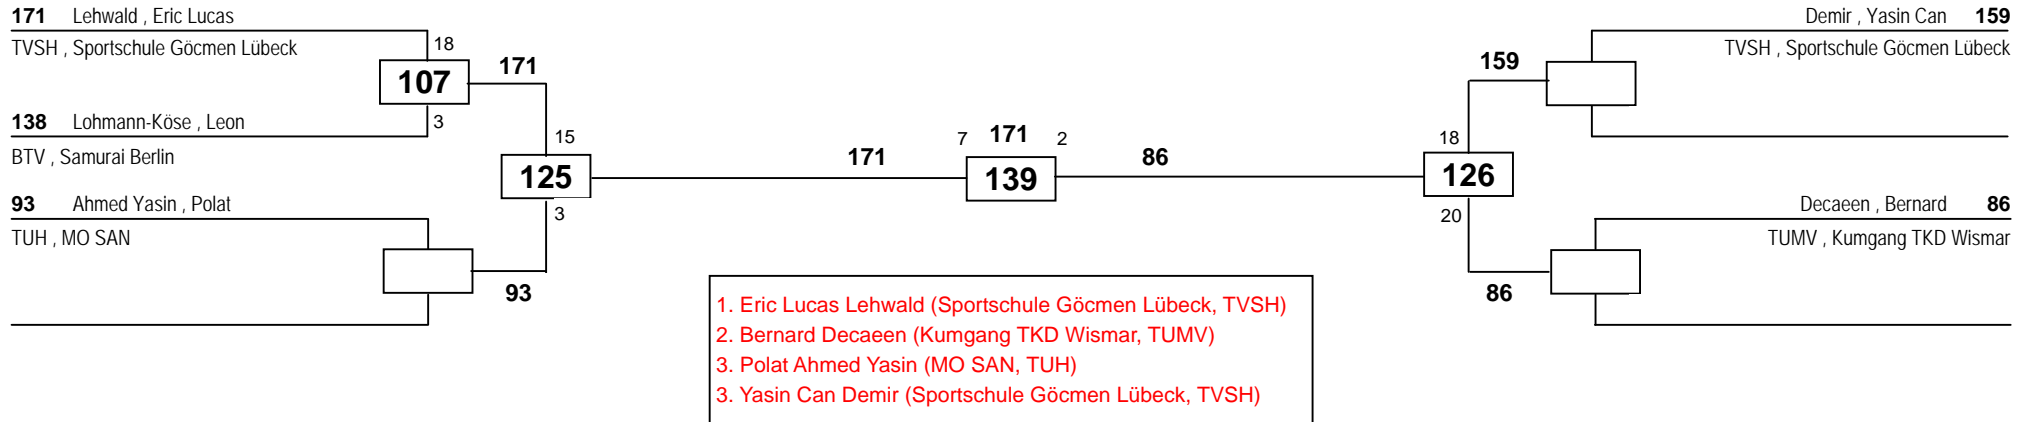 171 Lehwald , Eric Lucas
TVSH , Sportschule Göcmen Lübeck
18
107
171
138 Lohmann-Köse , Leon
3
BTV , Samurai Berlin
15
125
171
93 Ahmed Yasin , Polat
3
TUH , MO SAN
93
7 171 2
139
86
Demir , Yasin Can 159
TVSH , Sportschule Göcmen Lübeck
159
18
126
20
Decaeen , Bernard 86
TUMV , Kumgang TKD Wismar
86
1. Eric Lucas Lehwald (Sportschule Göcmen Lübeck, TVSH)
2. Bernard Decaeen (Kumgang TKD Wismar, TUMV)
3. Polat Ahmed Yasin (MO SAN, TUH)
3. Yasin Can Demir (Sportschule Göcmen Lübeck, TVSH)